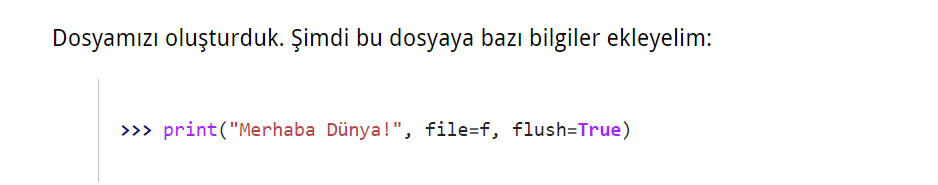 Dosyamızı oluşturduk. Şimdi bu dosyaya bazı bilgiler ekleyelim:
>>> print("Merhaba Dünya!", file=f, flush=True)